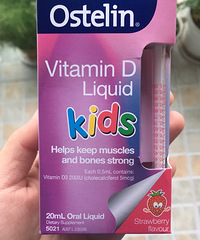 Ostelin
Vitamin D
Liquid
Kids
Helps keep muscles
and bones strong
Each 0.5mL contains:
Vitamin D3 200IU (cholecalciferol 5mcg)
20mL Oral Liquid
Dietary Supplement
5021
Strawberry
flavour